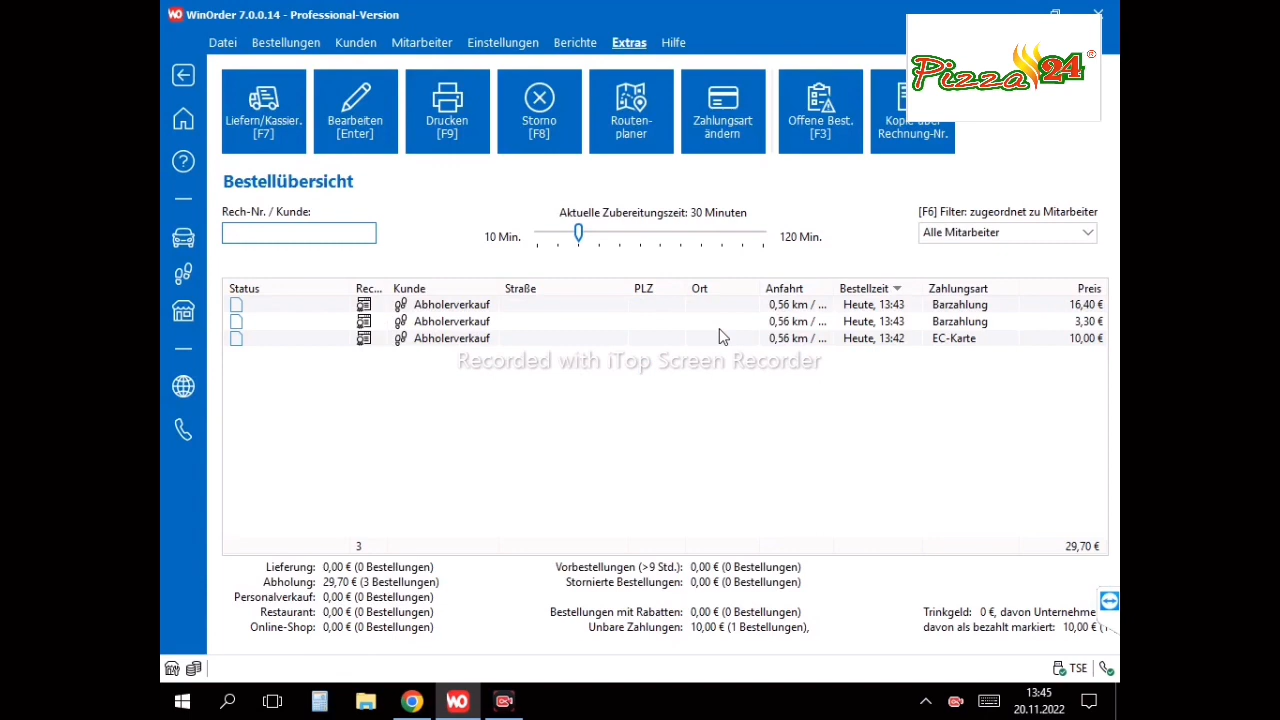 WinOrder 7.0.0.14 - Professional-Version
Datei Bestellungen Kunden Mitarbeiter Einstellungen Berichte Extras Hilfe
Pizza 24 ®
Liefern/Kassier. [F7]
Bearbeiten [Enter]
Drucken [F9]
Storno [F8]
Routen-planer
Zahlungsart ändern
Offene Best. [F3]
Rechnung-Nr.
Bestellübersicht
Rech-Nr. / Kunde:
Aktuelle Zubereitungszeit: 30 Minuten
[F6] Filter: zugeordnet zu Mitarbeiter
10 Min. 120 Min.
Alle Mitarbeiter
Status Rec... Kunde Straße PLZ Ort Anfahrt Bestellzeit Zahlungsart Preis
Abholerverkauf 0,56 km / ... Heute, 13:43 Barzahlung 16,40 €
Abholerverkauf 0,56 km / ... Heute, 13:43 Barzahlung 3,30 €
Abholerverkauf 0,56 km / ... Heute, 13:42 EC-Karte 10,00 €
Recorded with iTop Screen Recorder
3 29,70 €
Lieferung: 0,00 € (0 Bestellungen) Vorbestellungen (>9 Std.): 0,00 € (0 Bestellungen)
Abholung: 29,70 € (3 Bestellungen) Stornierte Bestellungen: 0,00 € (0 Bestellungen)
Personalverkauf: 0,00 € (0 Bestellungen)
Restaurant: 0,00 € (0 Bestellungen) Bestellungen mit Rabatten: 0,00 € (0 Bestellungen) Trinkgeld: 0 €, davon Unternehme
Online-Shop: 0,00 € (0 Bestellungen) Unbare Zahlungen: 10,00 € (1 Bestellungen), davon als bezahlt markiert: 10,00 €
TSE
WO
13:45
20.11.2022